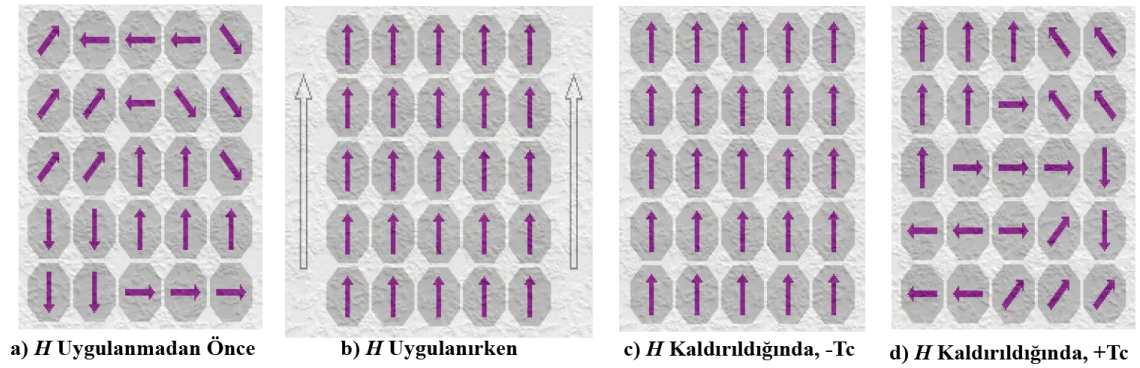 a) H Uygulanmadan Önce
b) H Uygulanırken
c) H Kaldırıldığında, -Tc
d) H Kaldırıldığında, +Tc